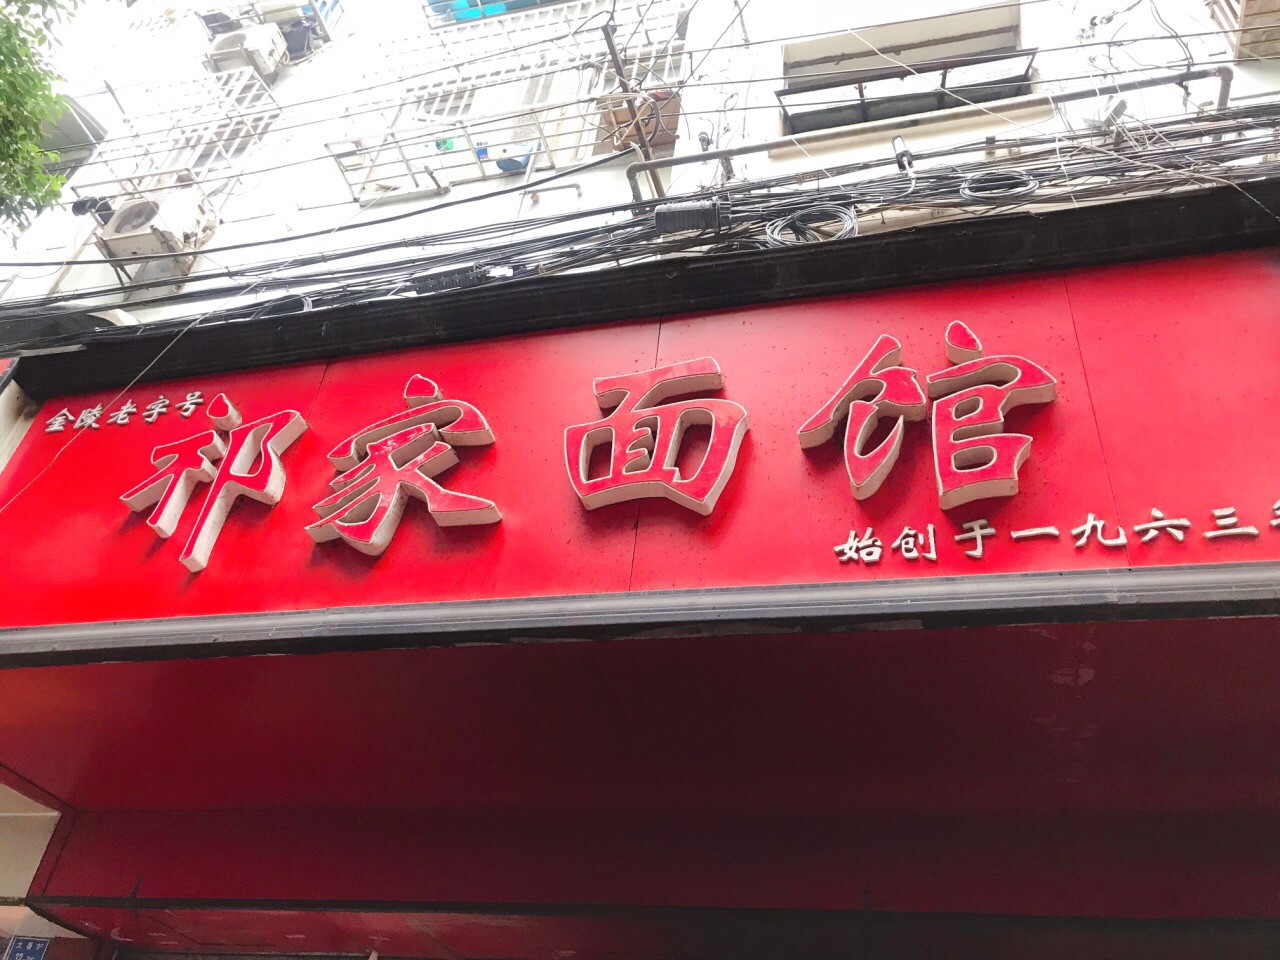 金陵老字号
祁家面馆
始创于一九六三